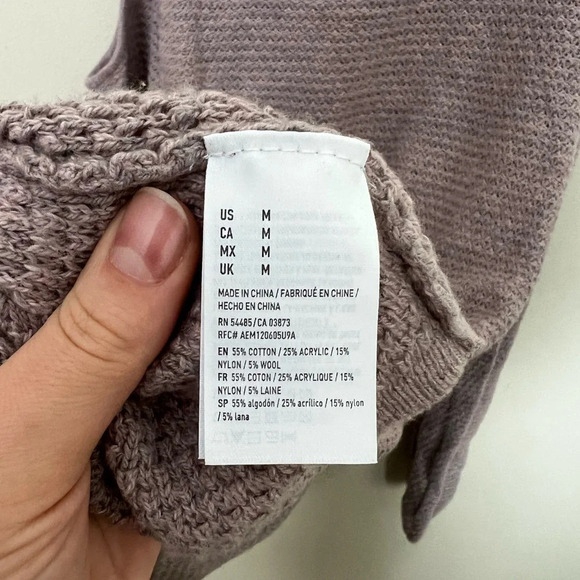 US M
CA M
MX M
UK M
MADE IN CHINA / FABRIQUÉ EN CHINE /
HECHO EN CHINA
RN 54485/CA 03873
RFC# AEM120605U9A
EN 55% COTTON / 25% ACRYLIC / 15%
NYLON / 5% WOOL
FR 55% COTON / 25% ACRYLIQUE / 15%
NYLON / 5% LAINE
SP 55% algodón / 25% acrílico / 15% nylon
/ 5% lana